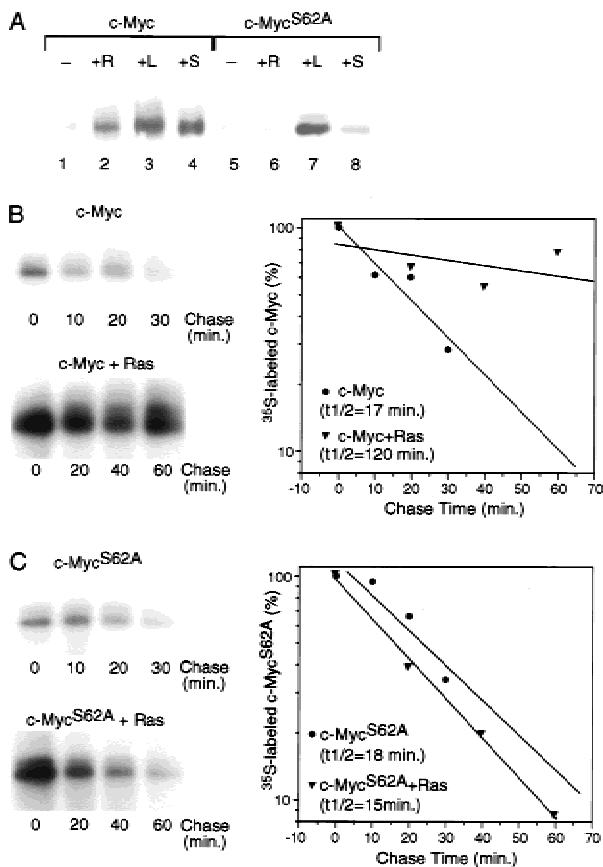 A
c-Myc c-Myc^S62A
– +R +L +S – +R +L +S
1 2 3 4 5 6 7 8
B
c-Myc
0 10 20 30 Chase
(min.)
c-Myc + Ras
0 20 40 60 Chase
(min.)
35S-labeled c-Myc (%)
100
10
● c-Myc
(t1/2=17 min.)
▼ c-Myc+Ras
(t1/2=120 min.)
-10 0 10 20 30 40 50 60 70
Chase Time (min.)
C
c-Myc^S62A
0 10 20 30 Chase
(min.)
c-Myc^S62A + Ras
0 20 40 60 Chase
(min.)
35S-labeled c-Myc^S62A (%)
100
10
● c-Myc^S62A
(t1/2=18 min.)
▼ c-Myc^S62A+Ras
(t1/2=15min.)
-10 0 10 20 30 40 50 60 70
Chase Time (min.)